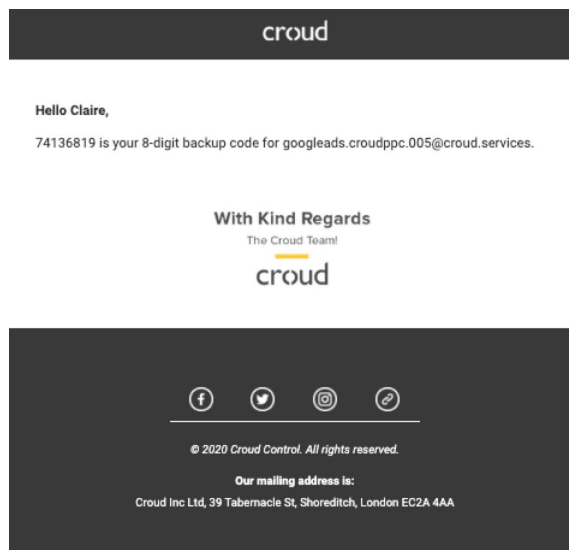 croud
Hello Claire,
74136819 is your 8-digit backup code for googleads.croudppc.005@croud.services.
With Kind Regards
The Croud Team!
croud
© 2020 Croud Control. All rights reserved.
Our mailing address is:
Croud Inc Ltd, 39 Tabernacle St, Shoreditch, London EC2A 4AA